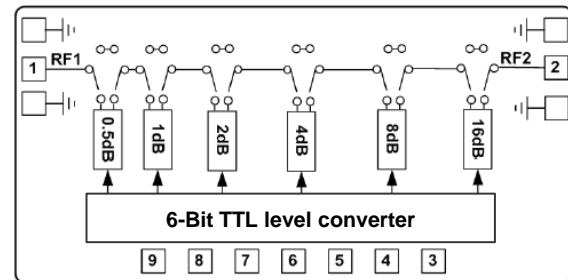 1 RF1 RF2 2
0.5dB 1dB 2dB 4dB 8dB 16dB
6-Bit TTL level converter
9 8 7 6 5 4 3